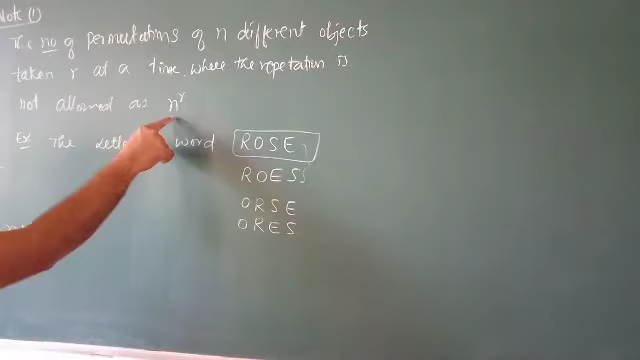 Note (1)
The no of permutations of n different objects
taken r at a time where the repetation is
not allowed as n^r
Ex The word ROSE
ROESS
ORSE
ORES